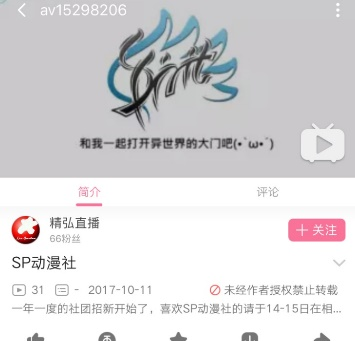 av15298206
和我一起打开异世界的大门吧(•`ω•´)
简介 评论
精弘直播
66粉丝
+ 关注
SP动漫社
31 - 2017-10-11 未经作者授权禁止转载
一年一度的社团招新开始了，喜欢SP动漫社的请于14-15日在相...